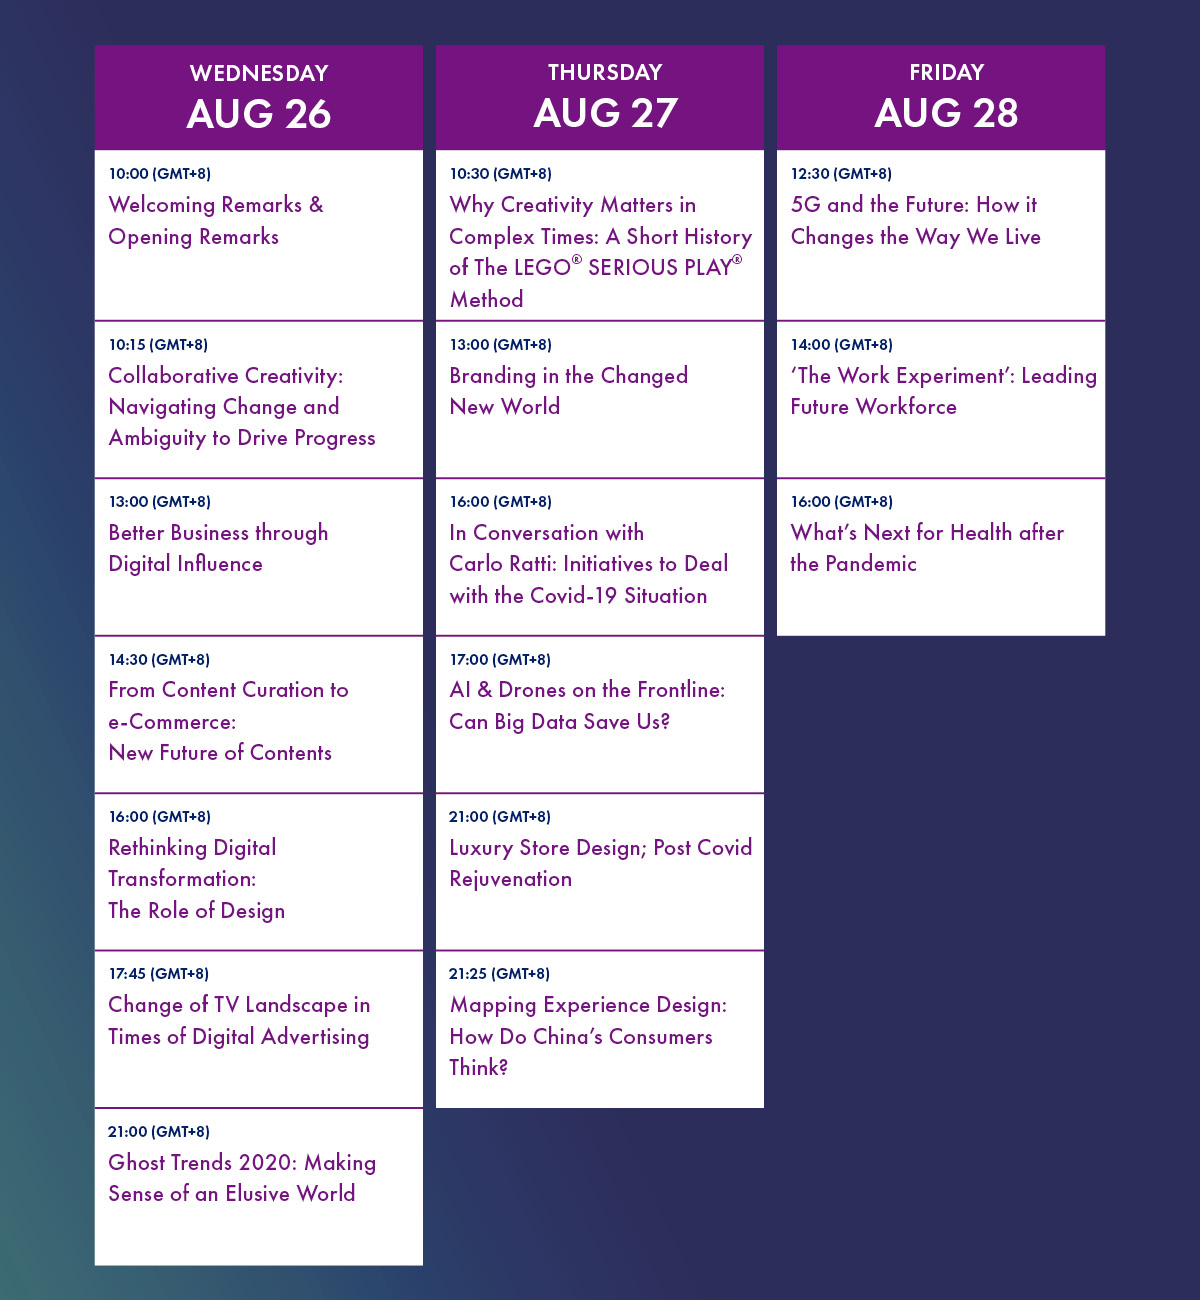 WEDNESDAY
AUG 26
10:00 (GMT+8)
Welcoming Remarks &
Opening Remarks
10:15 (GMT+8)
Collaborative Creativity:
Navigating Change and
Ambiguity to Drive Progress
13:00 (GMT+8)
Better Business through
Digital Influence
14:30 (GMT+8)
From Content Curation to
e-Commerce:
New Future of Contents
16:00 (GMT+8)
Rethinking Digital
Transformation:
The Role of Design
17:45 (GMT+8)
Change of TV Landscape in
Times of Digital Advertising
21:00 (GMT+8)
Ghost Trends 2020: Making
Sense of an Elusive World
THURSDAY
AUG 27
10:30 (GMT+8)
Why Creativity Matters in
Complex Times: A Short History
of The LEGO® SERIOUS PLAY®
Method
13:00 (GMT+8)
Branding in the Changed
New World
16:00 (GMT+8)
In Conversation with
Carlo Ratti: Initiatives to Deal
with the Covid-19 Situation
17:00 (GMT+8)
AI & Drones on the Frontline:
Can Big Data Save Us?
21:00 (GMT+8)
Luxury Store Design; Post Covid
Rejuvenation
21:25 (GMT+8)
Mapping Experience Design:
How Do China’s Consumers
Think?
FRIDAY
AUG 28
12:30 (GMT+8)
5G and the Future: How it
Changes the Way We Live
14:00 (GMT+8)
‘The Work Experiment’: Leading
Future Workforce
16:00 (GMT+8)
What’s Next for Health after
the Pandemic